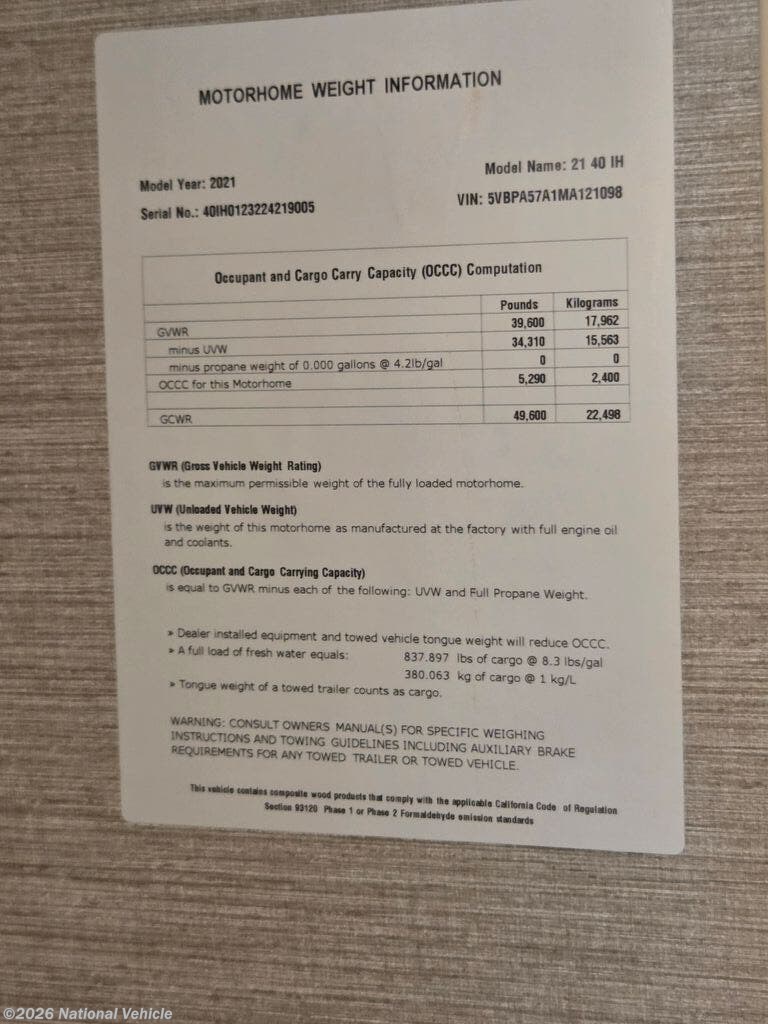 MOTORHOME WEIGHT INFORMATION
Model Year: 2021
Model Name: 21 40 IH
Serial No.: 40IH0123224219005
VIN: 5VBPA57A1MA121098
Occupant and Cargo Carry Capacity (OCCC) Computation
Pounds Kilograms
GVWR 39,600 17,962
minus UVW 34,310 15,563
minus propane weight of 0.000 gallons @ 4.2lb/gal 0 0
OCCC for this Motorhome 5,290 2,400
GCWR 49,600 22,498
GVWR (Gross Vehicle Weight Rating)
is the maximum permissible weight of the fully loaded motorhome.
UVW (Unloaded Vehicle Weight)
is the weight of this motorhome as manufactured at the factory with full engine oil
and coolants.
OCCC (Occupant and Cargo Carrying Capacity)
is equal to GVWR minus each of the following: UVW and Full Propane Weight.
» Dealer installed equipment and towed vehicle tongue weight will reduce OCCC.
» A full load of fresh water equals: 837.897 lbs of cargo @ 8.3 lbs/gal
380.063 kg of cargo @ 1 kg/L
» Tongue weight of a towed trailer counts as cargo.
WARNING: CONSULT OWNERS MANUAL(S) FOR SPECIFIC WEIGHING
INSTRUCTIONS AND TOWING GUIDELINES INCLUDING AUXILIARY BRAKE
REQUIREMENTS FOR ANY TOWED TRAILER OR TOWED VEHICLE.
This vehicle contains composite wood products that comply with the applicable California Code of Regulation
Section 93120 Phase 1 or Phase 2 Formaldehyde emission standards
©2026 National Vehicle